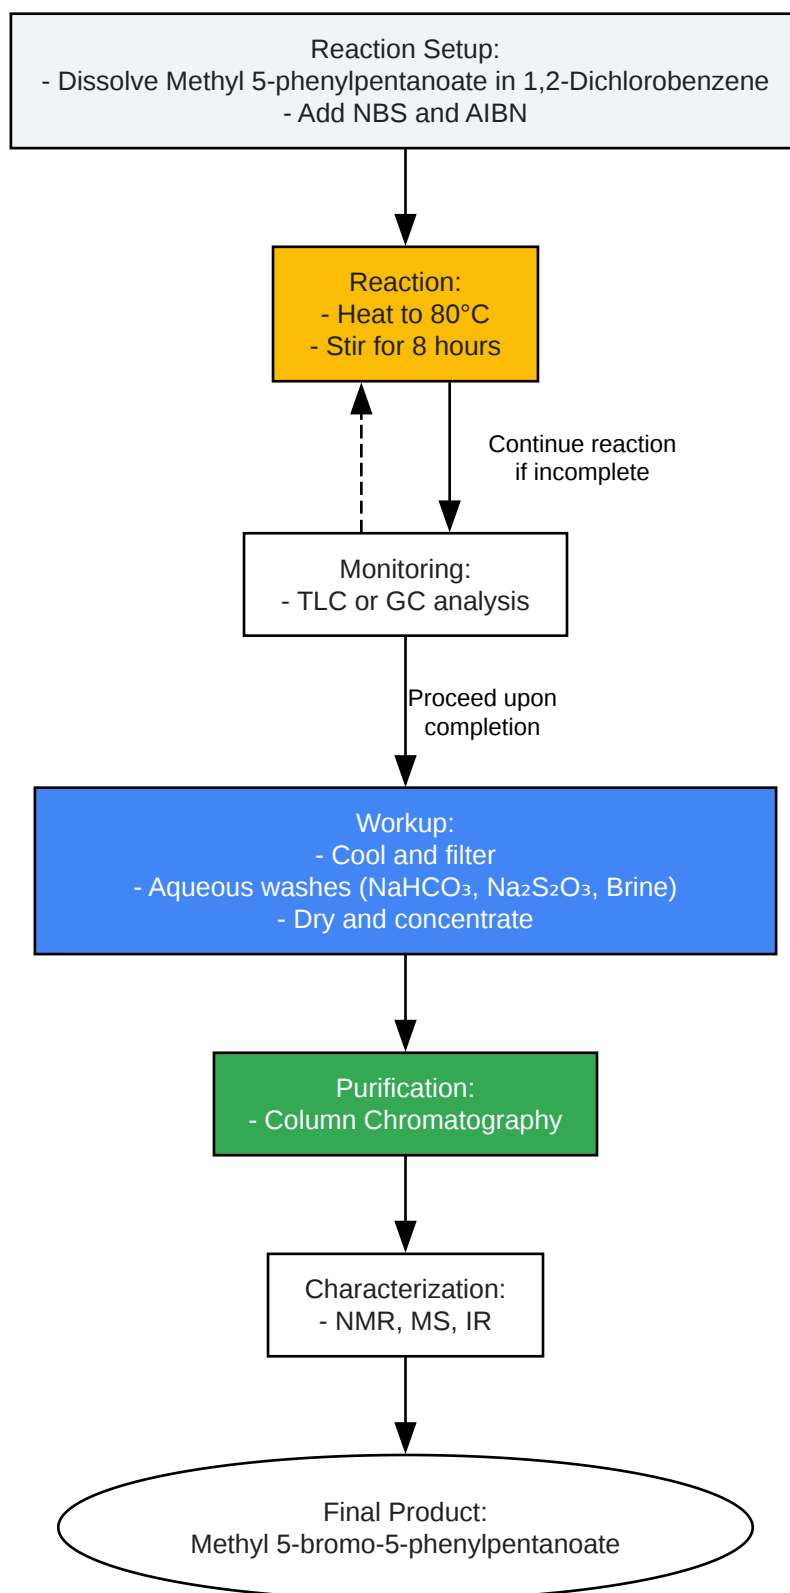 Reaction Setup:
- Dissolve Methyl 5-phenylpentanoate in 1,2-Dichlorobenzene
- Add NBS and AIBN
Reaction:
- Heat to 80°C
- Stir for 8 hours
Continue reaction
if incomplete
Monitoring:
- TLC or GC analysis
Proceed upon
completion
Workup:
- Cool and filter
- Aqueous washes (NaHCO₃, Na₂S₂O₃, Brine)
- Dry and concentrate
Purification:
- Column Chromatography
Characterization:
- NMR, MS, IR
Final Product:
Methyl 5-bromo-5-phenylpentanoate